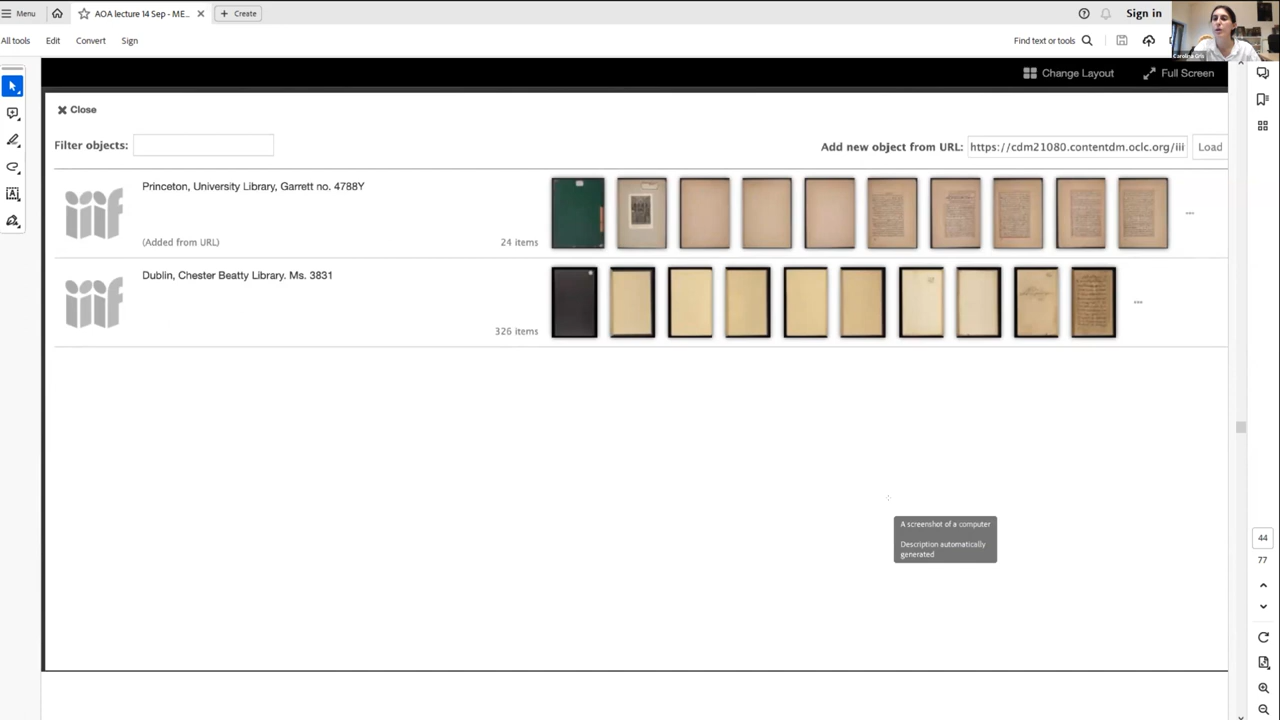 Menu
AOA lecture 14 Sep - ME...
Create
Sign in
All tools
Edit
Convert
Sign
Find text or tools
Change Layout
Full Screen
Close
Filter objects:
Add new object from URL:
https://cdm21080.contentdm.oclc.org/iii
Load
iiif
Princeton, University Library, Garrett no. 4788Y
(Added from URL)
24 items
...
iiif
Dublin, Chester Beatty Library. Ms. 3831
326 items
...
A screenshot of a computer
Description automatically
generated
44
77